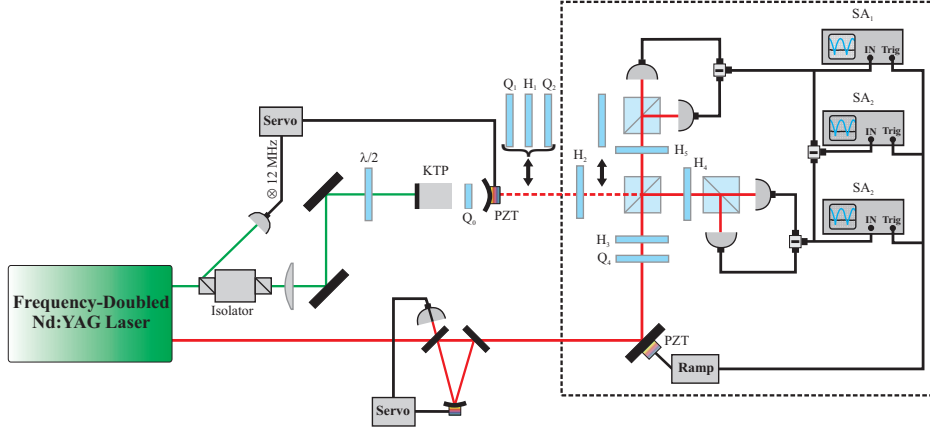 SA1
IN Trig
Q1 H1 Q2
Servo
SA2
IN Trig
⊗ 12 MHz
λ/2
KTP
H2
H5
H4
Q0
PZT
SA2
IN Trig
H3
Q4
Isolator
Frequency-Doubled
Nd:YAG Laser
PZT
Ramp
Servo